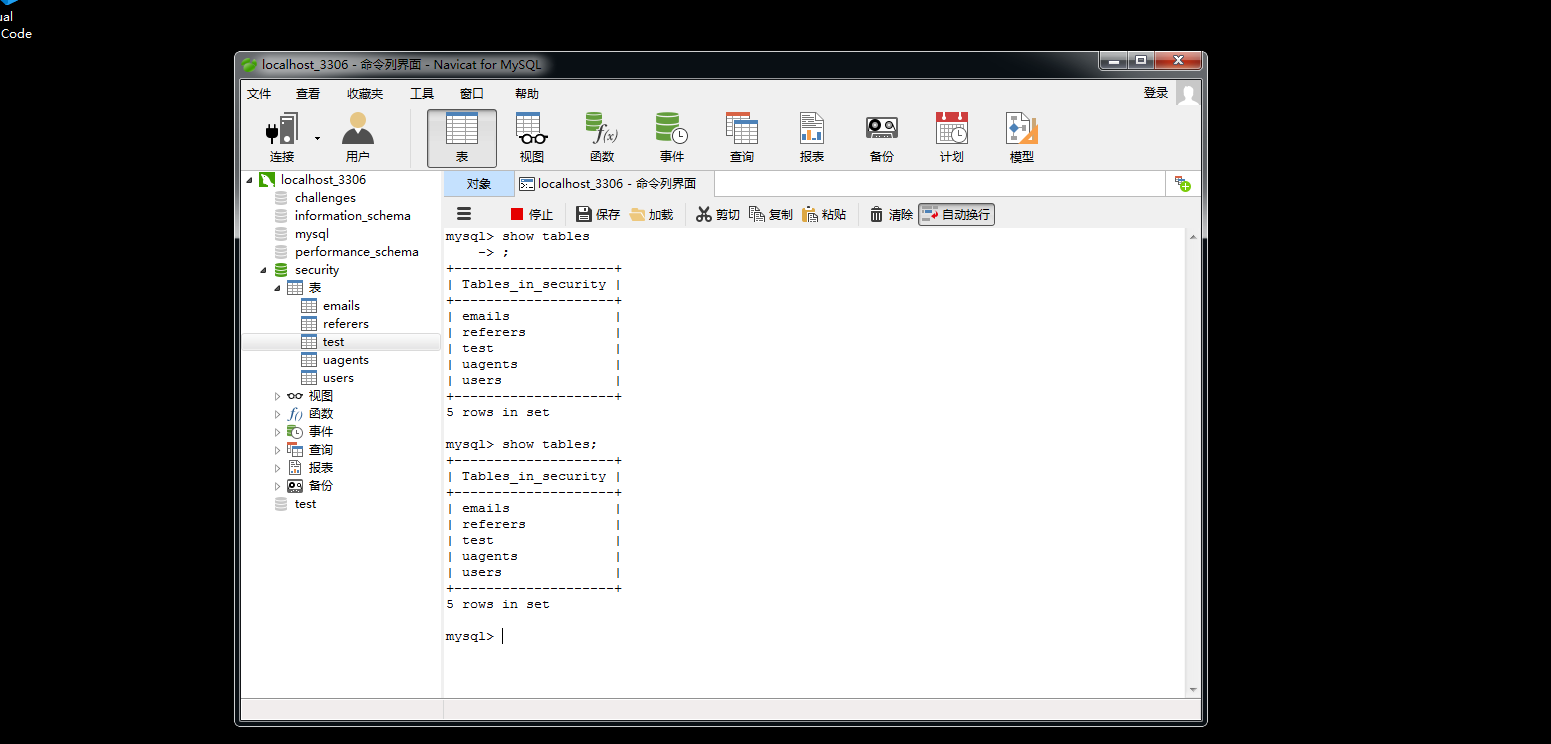 ual
Code
localhost_3306 - 命令列界面 - Navicat for MySQL
文件 查看 收藏夹 工具 窗口 帮助 登录
连接 用户 表 视图 函数 事件 查询 报表 备份 计划 模型
localhost_3306
challenges
information_schema
mysql
performance_schema
security
表
emails
referers
test
uagents
users
视图
函数
事件
查询
报表
备份
test
对象 localhost_3306 - 命令列界面
停止 保存 加载 剪切 复制 粘贴 清除 自动换行
mysql> show tables
-> ;
+--------------------+
| Tables_in_security |
+--------------------+
| emails |
| referers |
| test |
| uagents |
| users |
+--------------------+
5 rows in set
mysql> show tables;
+--------------------+
| Tables_in_security |
+--------------------+
| emails |
| referers |
| test |
| uagents |
| users |
+--------------------+
5 rows in set
mysql>